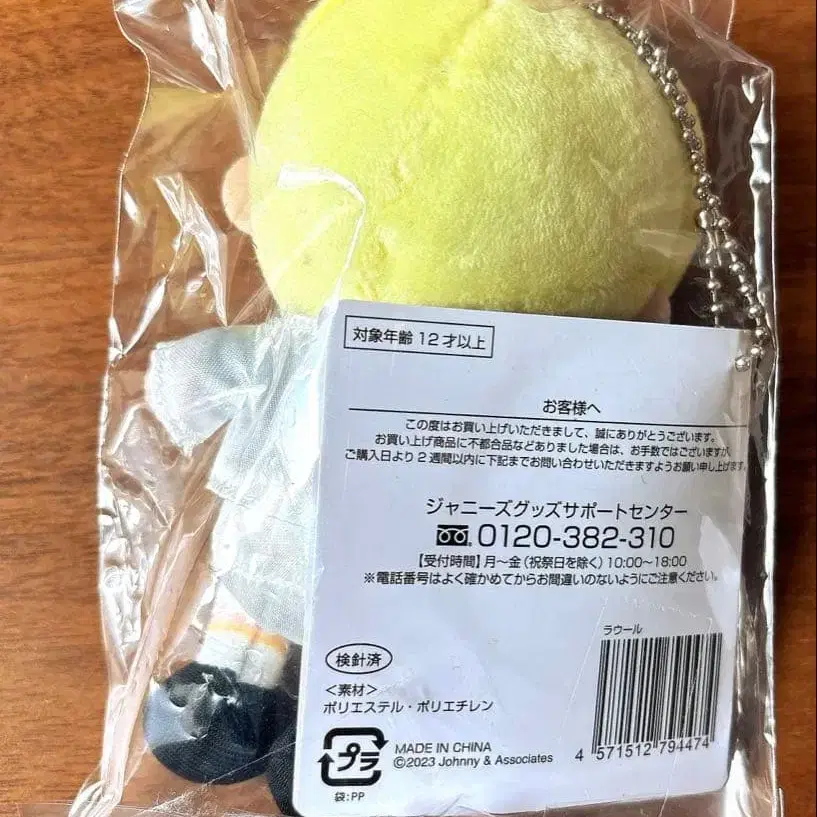 対象年齢 12才以上
お客様へ
この度はお買い上げいただきまして、誠にありがとうございます。
お買い上げ商品に不都合品などありました場合は、お手数ではございますが、
ご購入日より2週間以内に下記までお問い合わせいただきますようお願い申し上げます。
ジャニーズグッズサポートセンター
0120-382-310
【受付時間】月～金（祝祭日を除く）10:00～18:00
※電話番号はよく確かめてからお間違いのないようにご注意ください。
ラウール
検針済
＜素材＞
ポリエステル・ポリエチレン
4 571512 794474
プラ
MADE IN CHINA
©2023 Johnny & Associates
袋:PP